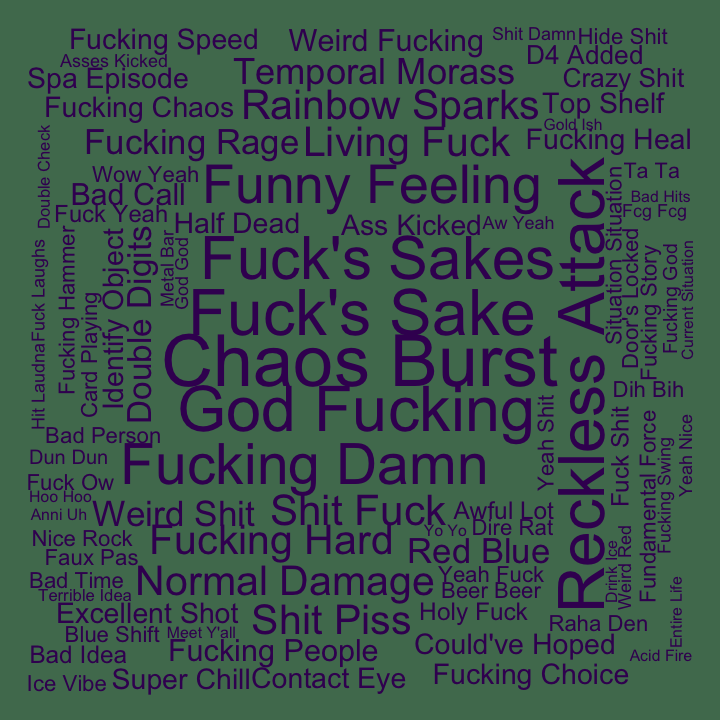 Fucking Speed
Weird Fucking
Shit Damn
Hide Shit
Asses Kicked
D4 Added
Spa Episode
Temporal Morass
Crazy Shit
Fucking Chaos
Rainbow Sparks
Top Shelf
Gold Ish
Double Check
Fucking Rage
Living Fuck
Fucking Heal
Wow Yeah
Funny Feeling
Ta Ta
Bad Call
Bad Hits
Fuck Yeah
Half Dead
Ass Kicked
Aw Yeah
Fcg Fcg
Reckless Attack
Situation Situation
Fuck Laughs
Fucking Hammer
Identify Object
Double Digits
Metal Bar
God God
Fuck's Sakes
Door's Locked
Fucking Story
Fucking God
Current Situation
Card Playing
Fuck's Sake
Hit Laudna
Chaos Burst
Dih Bih
God Fucking
Yeah Shit
Fuck Shit
Fundamental Force
Fucking Swing
Yeah Nice
Bad Person
Dun Dun
Fucking Damn
Fuck Ow
Hoo Hoo
Anni Uh
Weird Shit
Shit Fuck
Awful Lot
Nice Rock
Fucking Hard
Yo Yo
Dire Rat
Faux Pas
Red Blue
Drink Ice
Weird Red
Bad Time
Normal Damage
Yeah Fuck
Terrible Idea
Beer Beer
Entire Life
Excellent Shot
Shit Piss
Holy Fuck
Raha Den
Blue Shift
Meet Y'all
Bad Idea
Fucking People
Could've Hoped
Acid Fire
Ice Vibe
Super Chill
Contact Eye
Fucking Choice